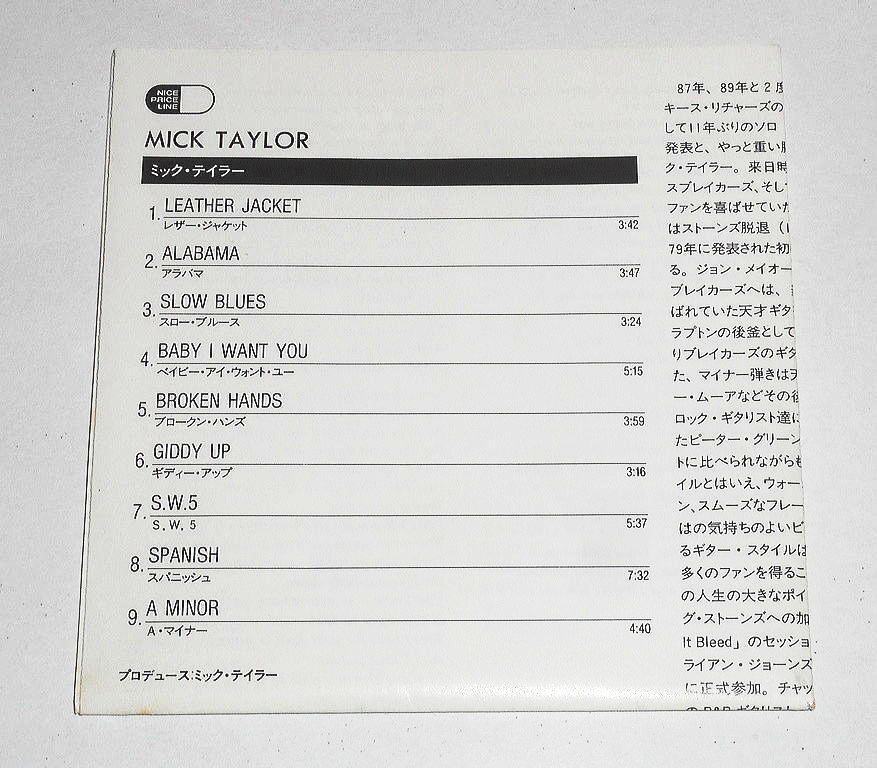 NICE
PRICE
LINE
MICK TAYLOR
ミック・テイラー
1. LEATHER JACKET
レザー・ジャケット 3:42
2. ALABAMA
アラバマ 3:47
3. SLOW BLUES
スロー・ブルース 3:24
4. BABY I WANT YOU
ベイビー・アイ・ウォント・ユー 5:15
5. BROKEN HANDS
ブロークン・ハンズ 3:59
6. GIDDY UP
ギディー・アップ 3:16
7. S.W.5
S. W. 5 5:37
8. SPANISH
スパニッシュ 7:32
9. A MINOR
A・マイナー 4:40
プロデュース:ミック・テイラー
87年、89年と2度
キース・リチャーズの
して11年ぶりのソロ
発表と、やっと重い
ク・テイラー。来日時
スブレイカーズ、そし
ファンを喜ばせていた
はストーンズ脱退(
79年に発表された初
る。ジョン・メイオー
ブレイカーズへは、
ばれていた天才ギタ
ラプトンの後釜として
りブレイカーズのギタ
た、マイナー弾きは天
ー・ムーアなどその後
ロック・ギタリスト達に
たピーター・グリーン
トに比べられながらも
イルとはいえ、ウォー
ン、スムーズなフレー
はの気持ちのよいビ
るギター・スタイルは
多くのファンを得るこ
の人生の大きなポイ
グ・ストーンズへの加
It Bleed」のセッショ
ライアン・ジョーンズ
に正式参加。チャッ